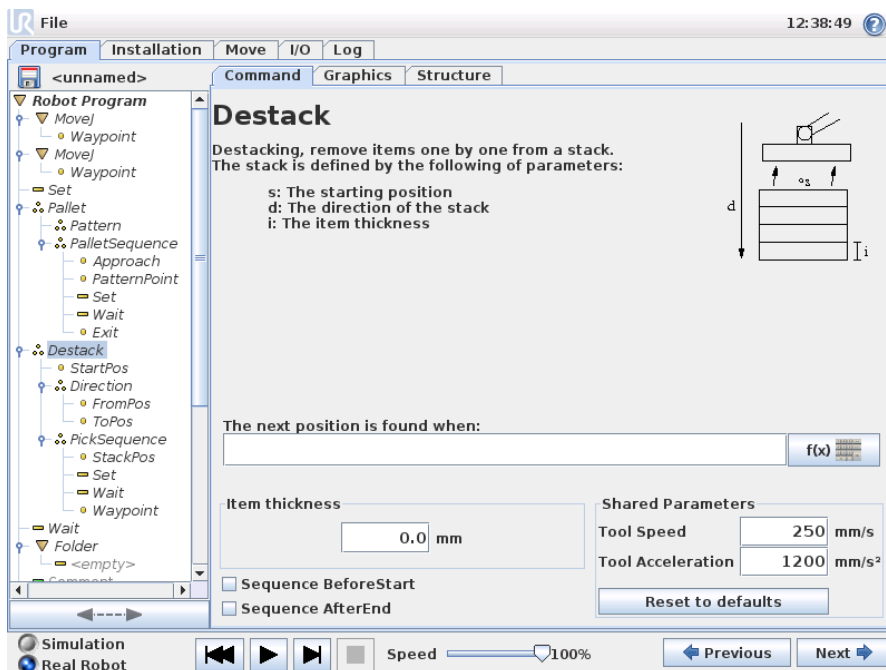 UR File 12:38:49 ?
Program Installation Move I/O Log
<unnamed>
Command Graphics Structure
Robot Program
MoveJ
Waypoint
MoveJ
Waypoint
Set
Pallet
Pattern
PalletSequence
Approach
PatternPoint
Set
Wait
Exit
Destack
StartPos
Direction
FromPos
ToPos
PickSequence
StackPos
Set
Wait
Waypoint
Wait
Folder
<empty>
Comment
Destack
Destacking, remove items one by one from a stack.
The stack is defined by the following of parameters:
s: The starting position
d: The direction of the stack
i: The item thickness
s
d
i
The next position is found when:
f(x)
Item thickness
0.0 mm
Sequence BeforeStart
Sequence AfterEnd
Shared Parameters
Tool Speed 250 mm/s
Tool Acceleration 1200 mm/s²
Reset to defaults
Simulation
Real Robot
Speed 100%
Previous Next